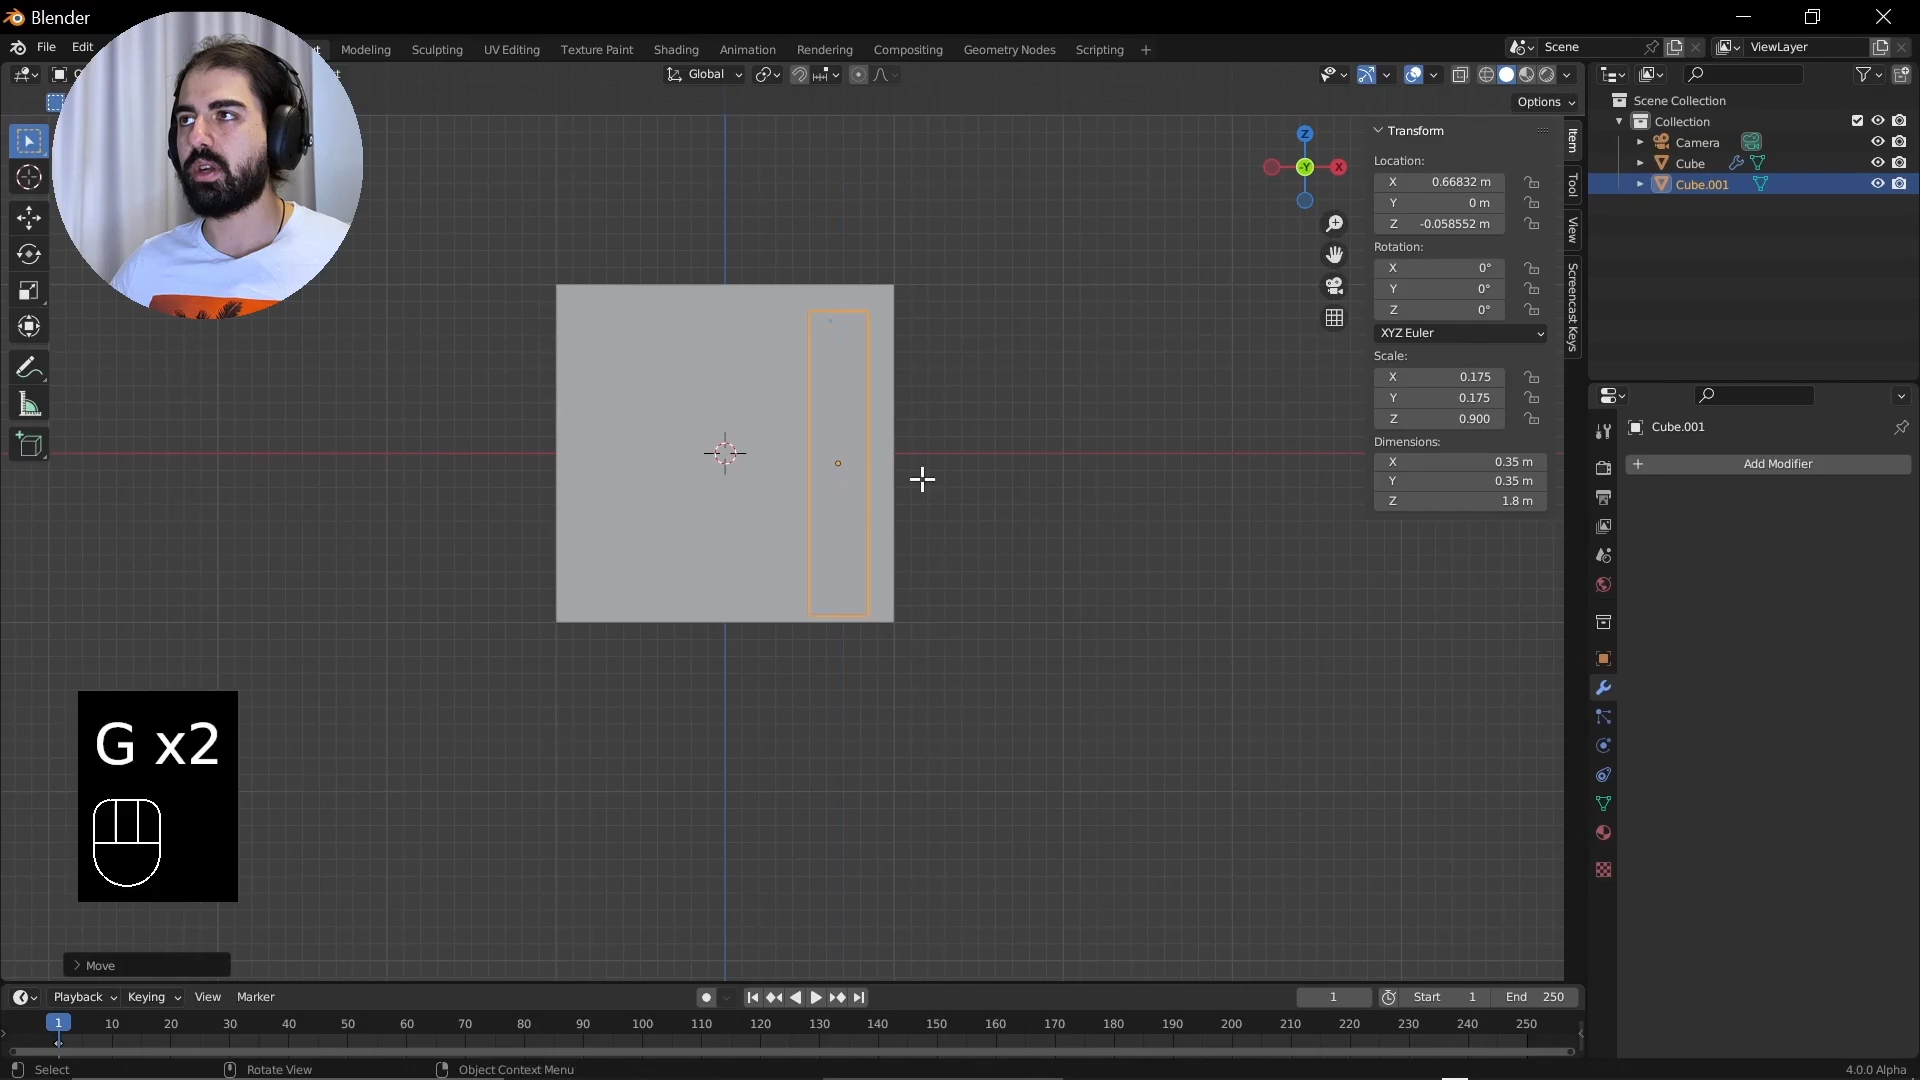 Blender
File Edit
Modeling Sculpting UV Editing Texture Paint Shading Animation Rendering Compositing Geometry Nodes Scripting +
Scene
ViewLayer
Global
Options
Scene Collection
Collection
Camera
Cube
Cube.001
Z
-Y
X
Transform
Location:
X 0.66832 m
Y 0 m
Z -0.058552 m
Rotation:
X 0°
Y 0°
Z 0°
XYZ Euler
Scale:
X 0.175
Y 0.175
Z 0.900
Dimensions:
X 0.35 m
Y 0.35 m
Z 1.8 m
Item
Tool
View
Screencast Keys
Cube.001
+ Add Modifier
G x2
Move
Playback Keying View Marker
1
Start 1
End 250
1 10 20 30 40 50 60 70 80 90 100 110 120 130 140 150 160 170 180 190 200 210 220 230 240 250
Select
Rotate View
Object Context Menu
4.0.0 Alpha